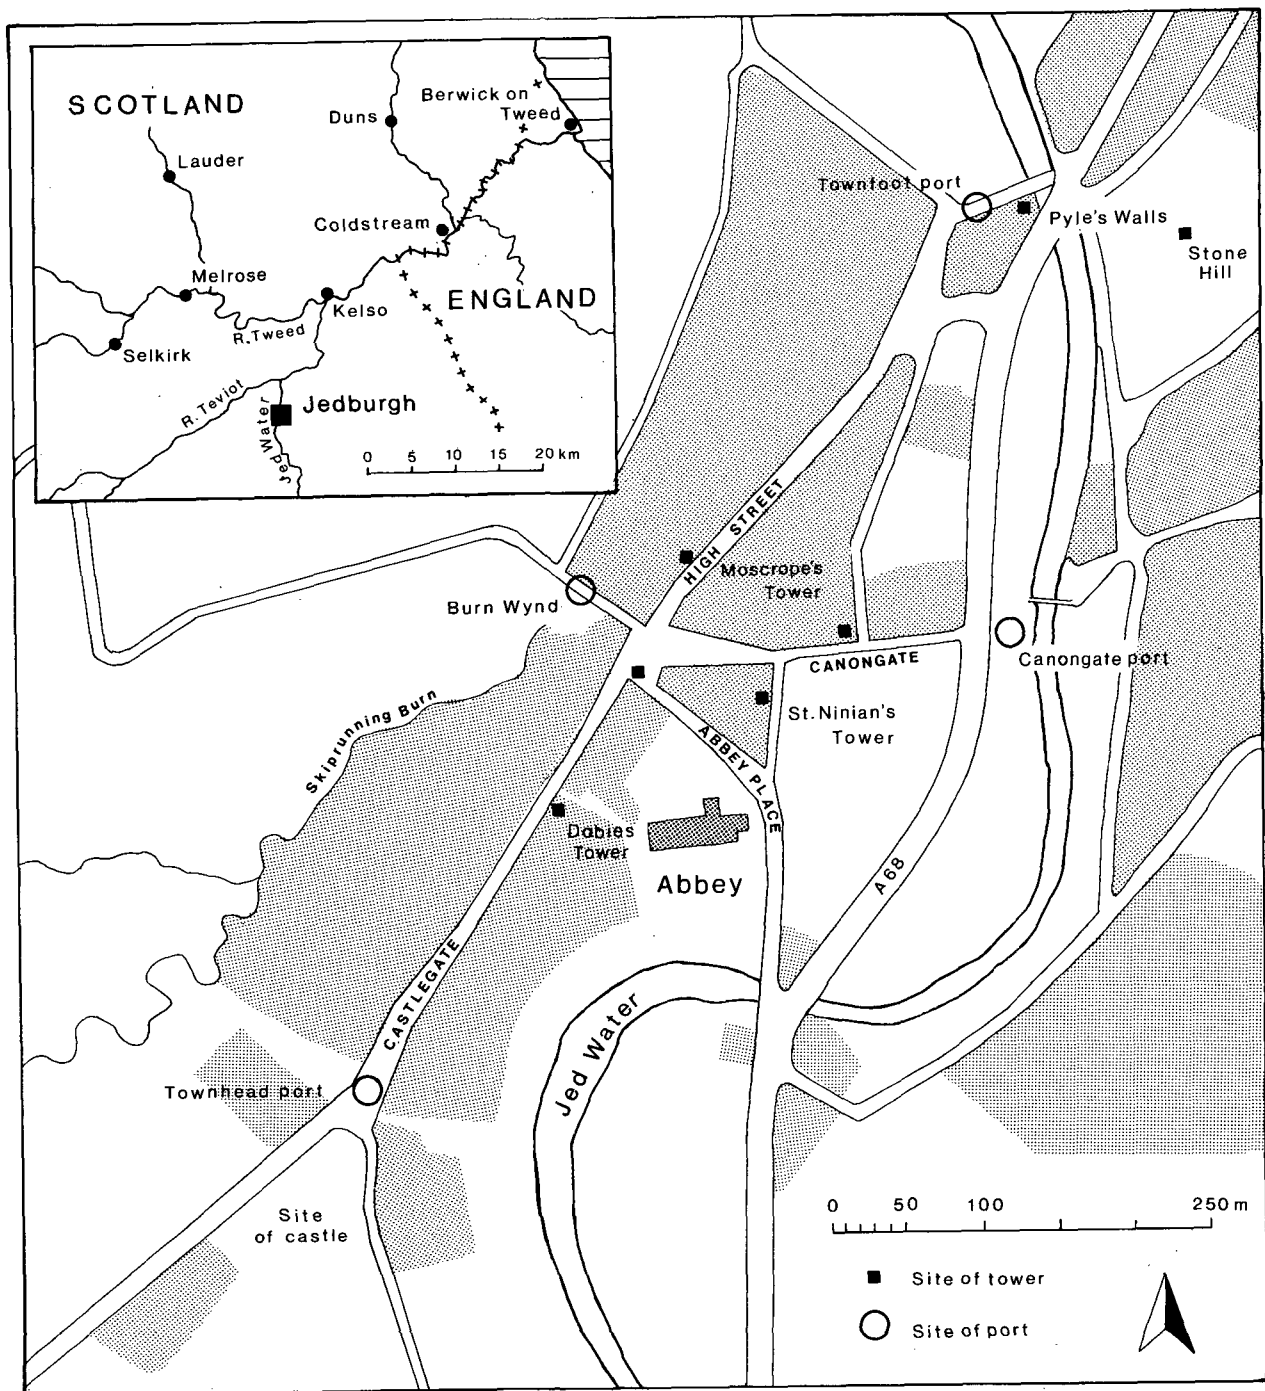 SCOTLAND
Berwick on
Tweed
Duns
Lauder
Coldstream
Melrose
ENGLAND
Kelso
R. Tweed
Selkirk
R. Teviot
Jed Water
Jedburgh
0 5 10 15 20 km
Townfoot port
Pyle's Walls
Stone
Hill
HIGH STREET
Moscrope's
Tower
Burn Wynd
CANONGATE
Canongate port
Skiprunning Burn
St. Ninian's
Tower
ABBEY PLACE
Dabies
Tower
Abbey
A68
CASTLEGATE
Jed Water
Townhead port
Site
of castle
0 50 100 250 m
Site of tower
Site of port